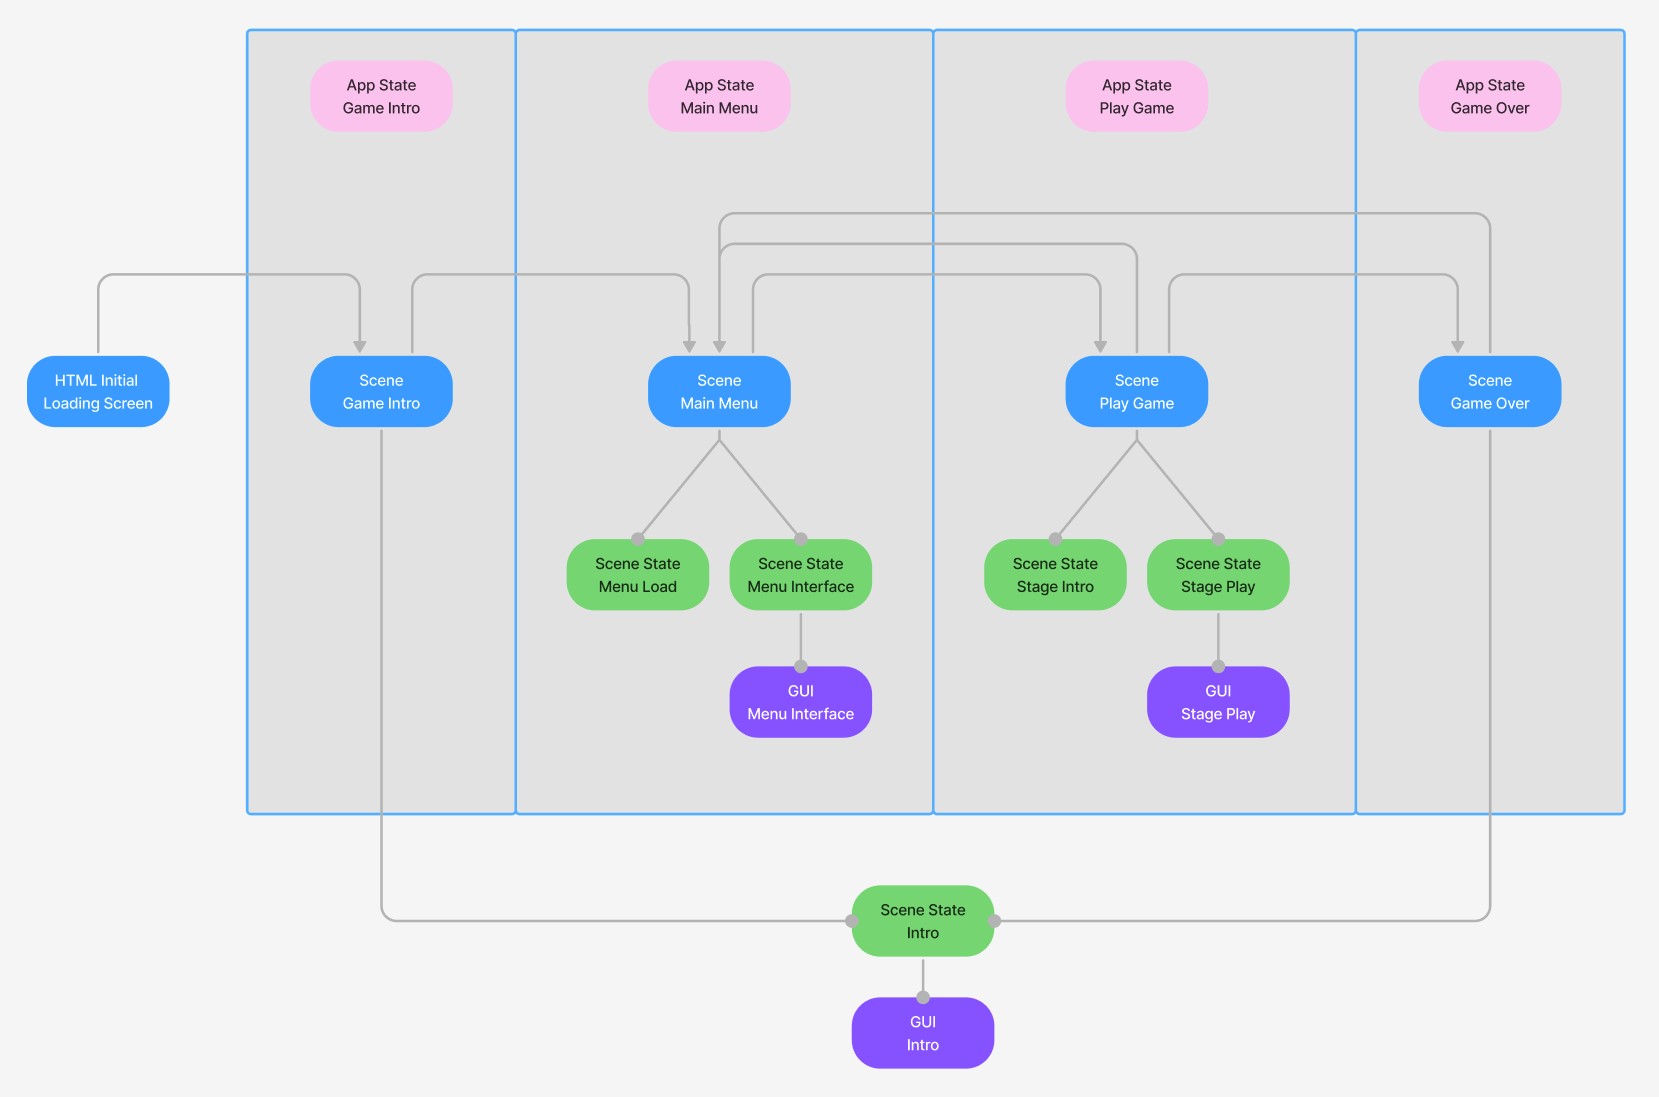 App State
Game Intro
App State
Main Menu
App State
Play Game
App State
Game Over
HTML Initial
Loading Screen
Scene
Game Intro
Scene
Main Menu
Scene
Play Game
Scene
Game Over
Scene State
Menu Load
Scene State
Menu Interface
Scene State
Stage Intro
Scene State
Stage Play
GUI
Menu Interface
GUI
Stage Play
Scene State
Intro
GUI
Intro